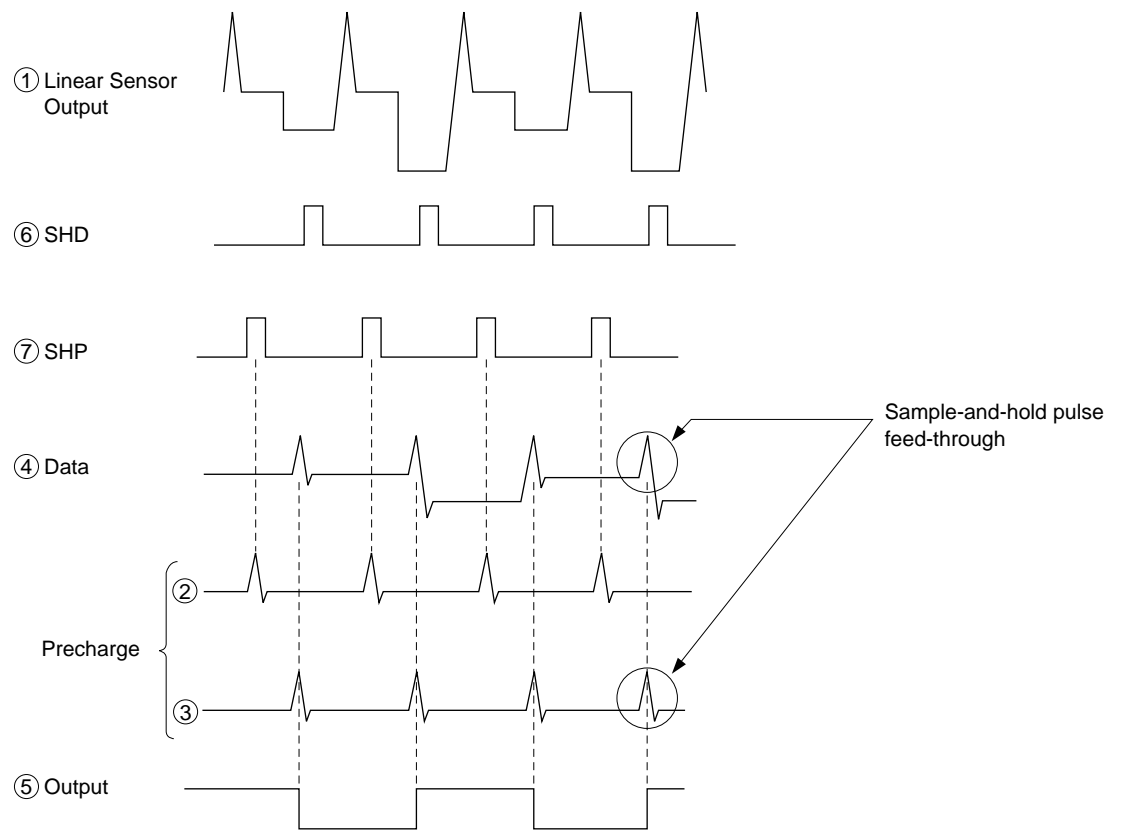 ① Linear Sensor
Output
⑥ SHD
⑦ SHP
Sample-and-hold pulse
feed-through
④ Data
②
Precharge
③
⑤ Output